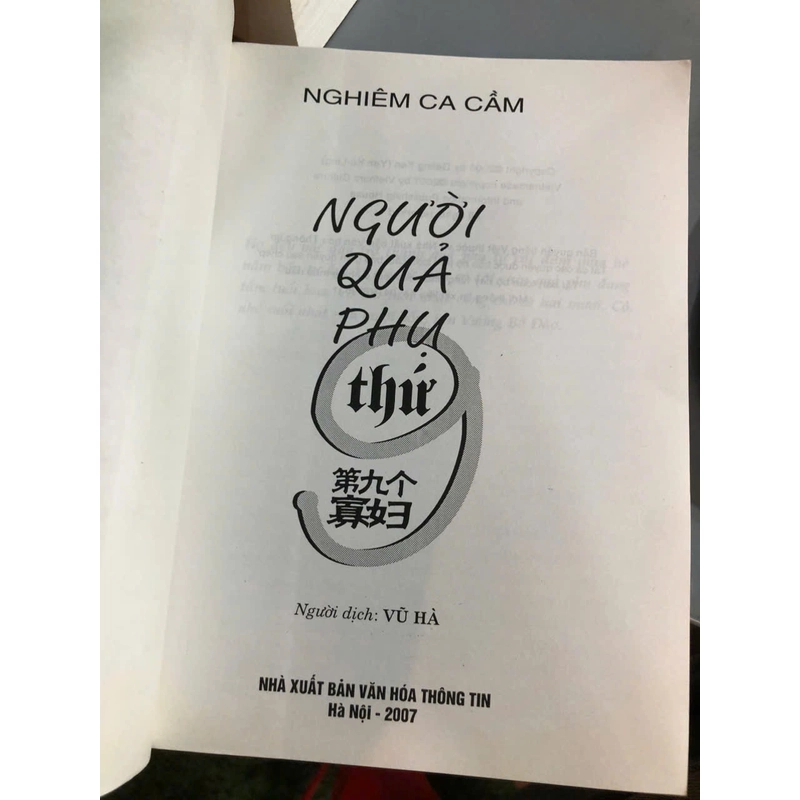 NGHIÊM CA CẦM
NGƯỜI
QUẢ
PHỤ
thứ
9
第九个
寡妇
Người dịch: VŨ HÀ
NHÀ XUẤT BẢN VĂN HÓA THÔNG TIN
Hà Nội - 2007